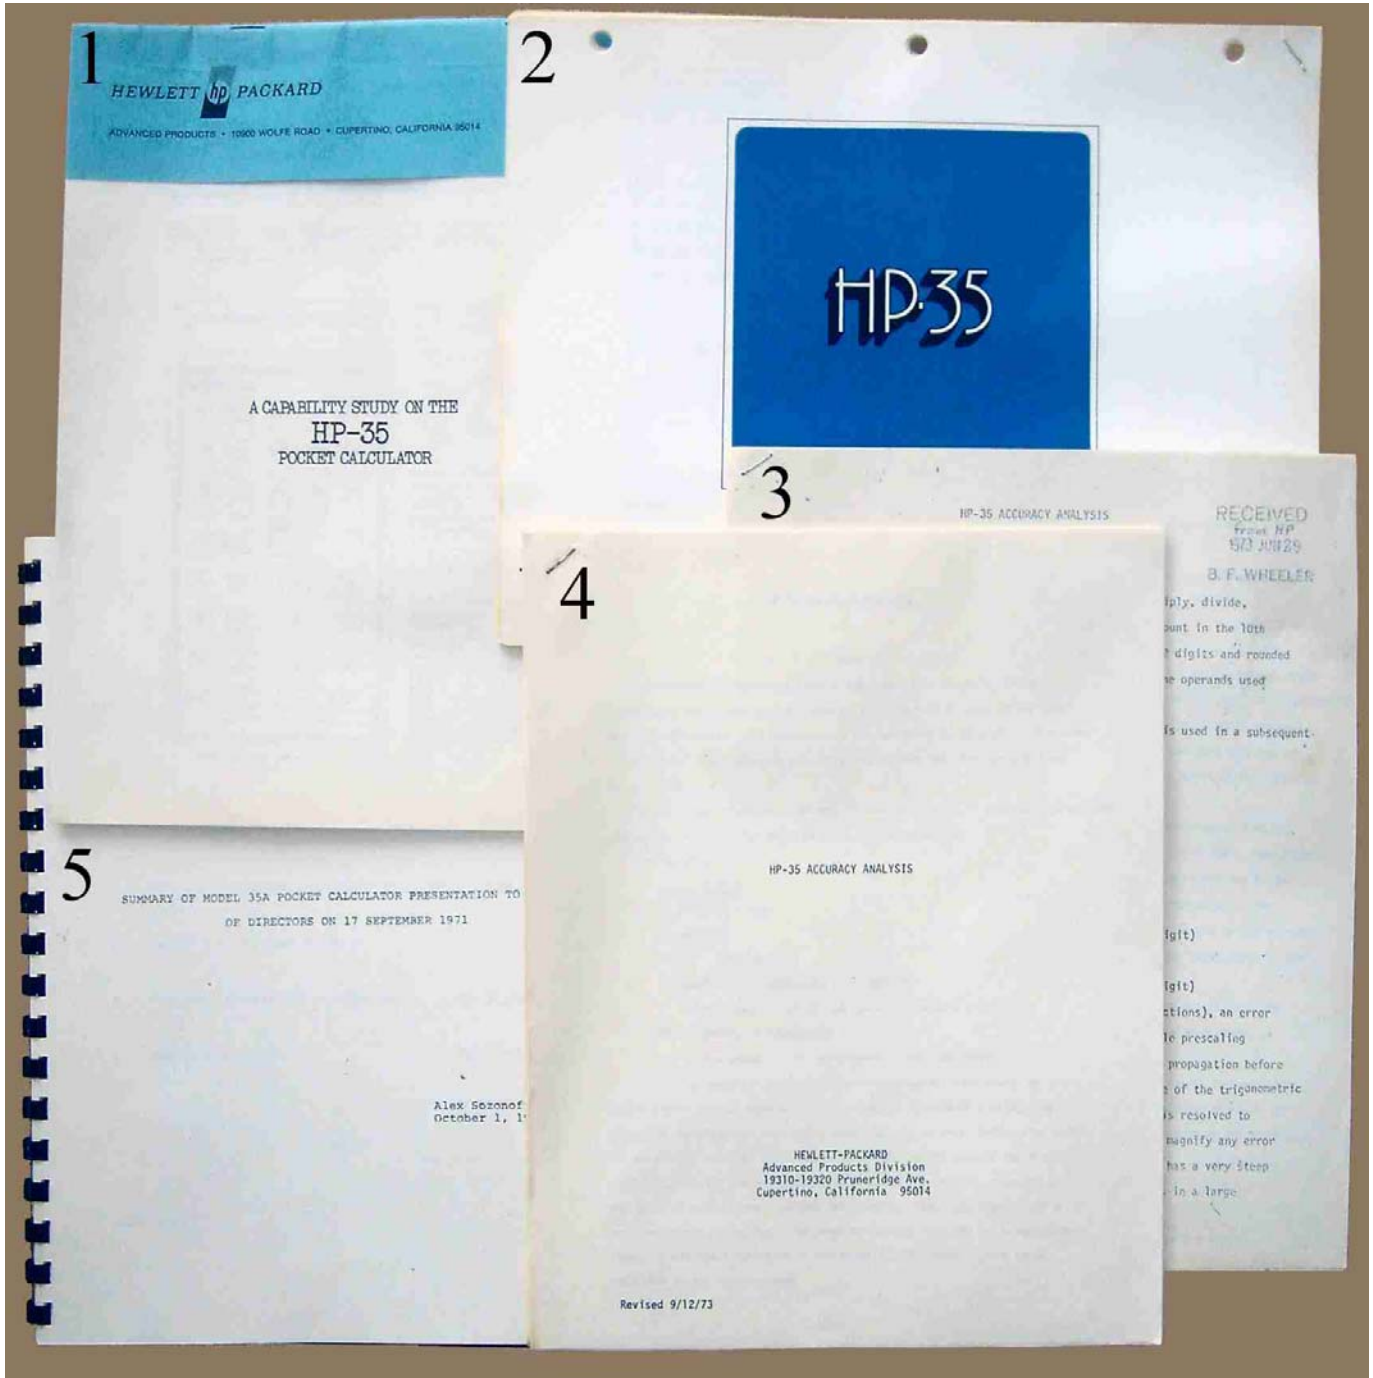 1
HEWLETT hp PACKARD
ADVANCED PRODUCTS • 10900 WOLFE ROAD • CUPERTINO, CALIFORNIA 95014
A CAPABILITY STUDY ON THE
HP-35
POCKET CALCULATOR
2
HP·35
3
HP-35 ACCURACY ANALYSIS
RECEIVED
from HP
1973 JUN 29
B. F. WHEELER
iply, divide,
ount in the 10th
digits and rounded
he operands used
is used in a subsequent
igit)
igit)
ctions), an error
le prescaling
propagation before
e of the trigonometric
is resolved to
magnify any error
has a very steep
in a large
4
HP-35 ACCURACY ANALYSIS
HEWLETT-PACKARD
Advanced Products Division
19310-19320 Pruneridge Ave.
Cupertino, California 95014
Revised 9/12/73
5
SUMMARY OF MODEL 35A POCKET CALCULATOR PRESENTATION TO
OF DIRECTORS ON 17 SEPTEMBER 1971
Alex Sozonof
October 1, 1